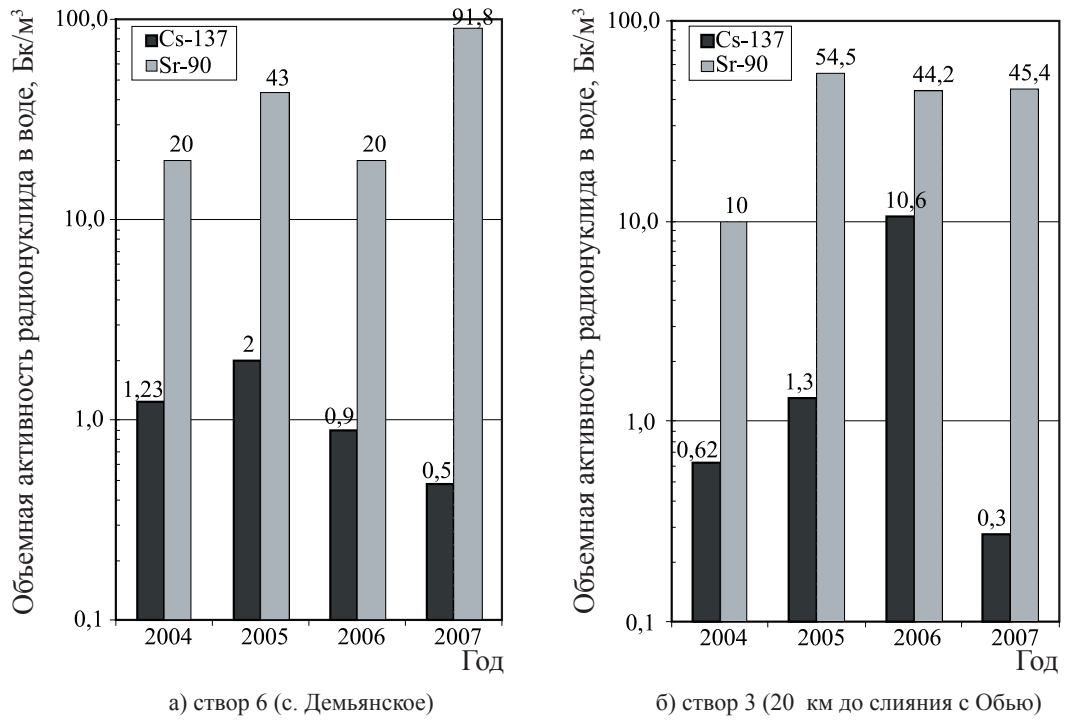 Объемная активность радионуклида в воде, Бк/м³
100,0
10,0
1,0
0,1
Cs-137
Sr-90
1,23
20
2
43
0,9
20
0,5
91,8
2004 2005 2006 2007
Год
а) створ 6 (с. Демьянское)
Объемная активность радионуклида в воде, Бк/м³
100,0
10,0
1,0
0,1
Cs-137
Sr-90
0,62
10
1,3
54,5
10,6
44,2
0,3
45,4
2004 2005 2006 2007
Год
б) створ 3 (20 км до слияния с Обью)